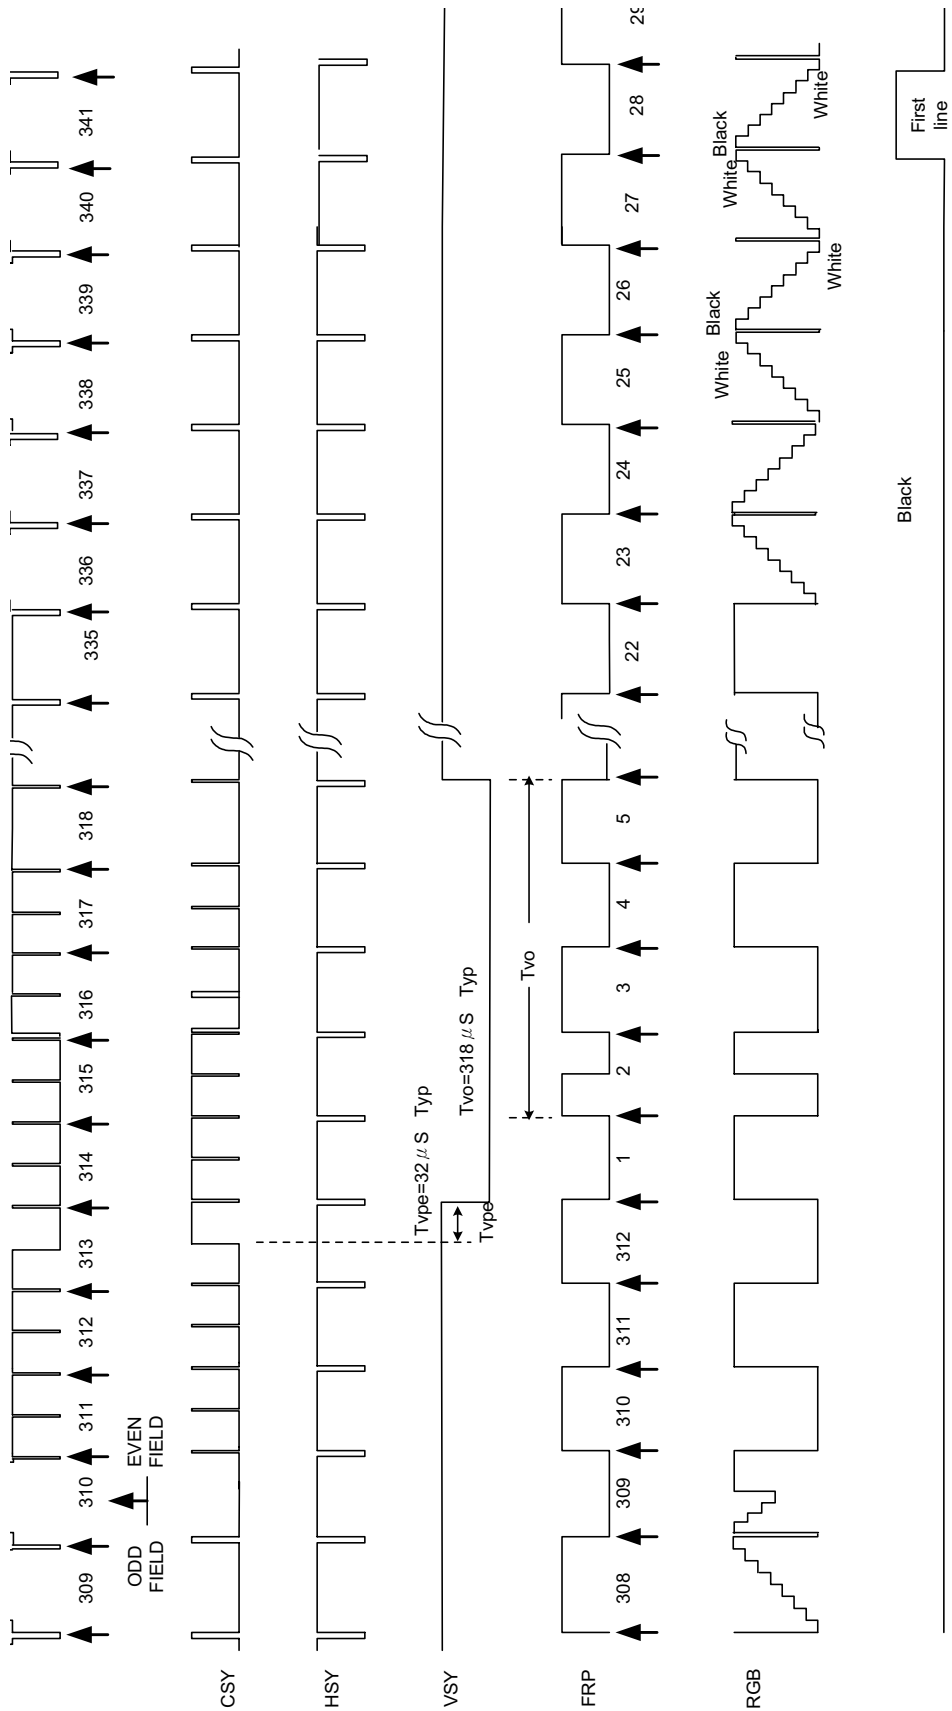 309
310
311
312
313
314
315
316
317
318
335
336
337
338
339
340
341
ODD
FIELD
EVEN
FIELD
CSY
HSY
VSY
Tvpe=32μS Typ
Tvo=318μS Typ
Tvpe
Tvo
FRP
308
309
310
311
312
1
2
3
4
5
22
23
24
25
26
27
28
RGB
White
Black
White
White
Black
White
Black
First
line